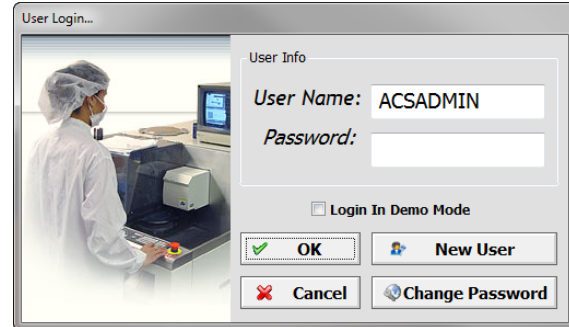 User Login...
User Info
User Name: ACSADMIN
Password:
Login In Demo Mode
OK
New User
Cancel
Change Password